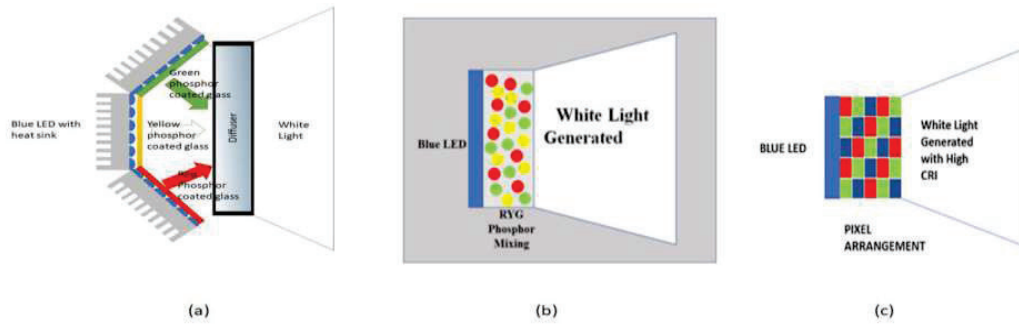 Blue LED with
heat sink
Green
phosphor
coated glass
Yellow phosphor
coated glass
Red
Phosphor
coated glass
Diffuser
White
Light
(a)
Blue LED
White Light
Generated
RYG
Phosphor
Mixing
(b)
BLUE LED
White Light
Generated
with High
CRI
PIXEL
ARRANGEMENT
(c)